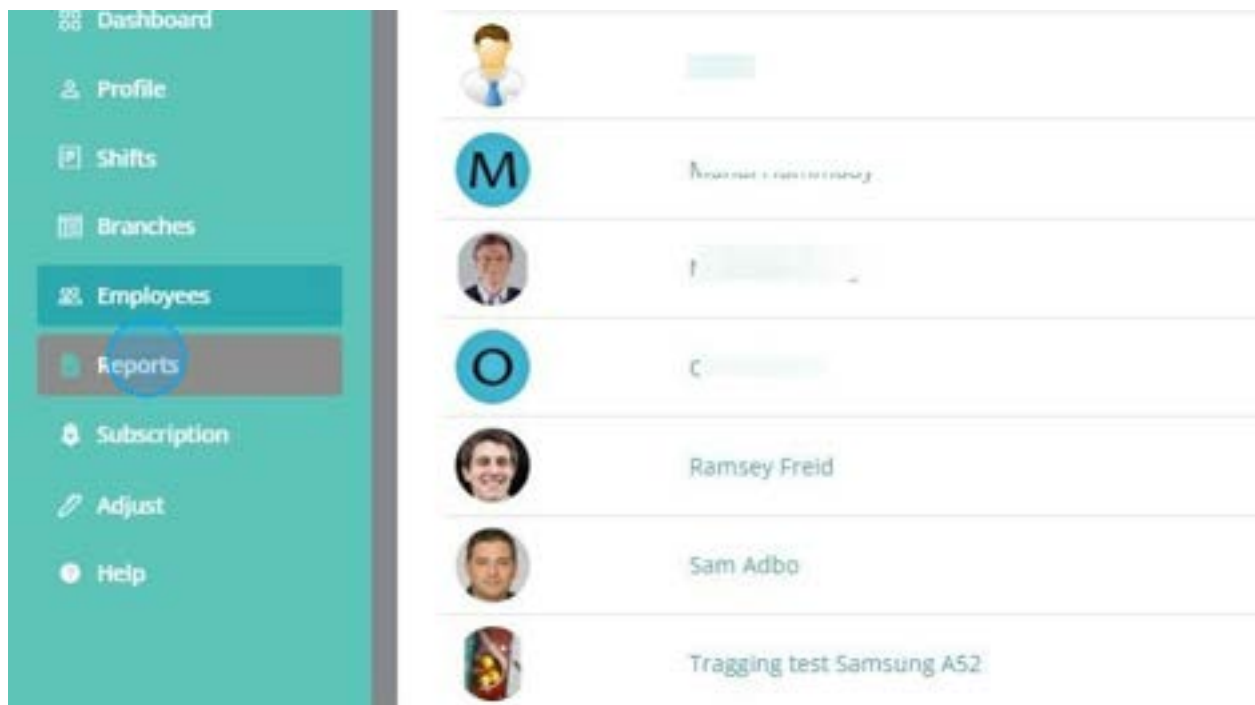 Dashboard
Profile
Shifts
Branches
Employees
Reports
Subscription
Adjust
Help
M
O
C
Ramsey Freid
Sam Adbo
Tragging test Samsung A52